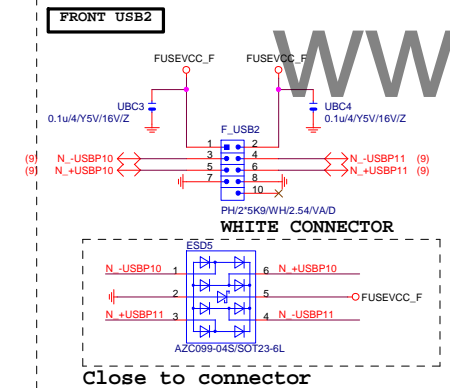 FRONT USB2
WW
FUSEVCC_F FUSEVCC_F
UBC3
0.1u/4/Y5V/16V/Z
UBC4
0.1u/4/Y5V/16V/Z
F_USB2
1 2
(9) N_-USBP10 3 4 N_-USBP11 (9)
(9) N_+USBP10 5 6 N_+USBP11 (9)
7 8
10
PH/2*5K9/WH/2.54/VA/D
WHITE CONNECTOR
ESD5
N_-USBP10 1 6 N_+USBP10
2 5 FUSEVCC_F
N_+USBP11 3 4 N_-USBP11
AZC099-04S/SOT23-6L
Close to connector